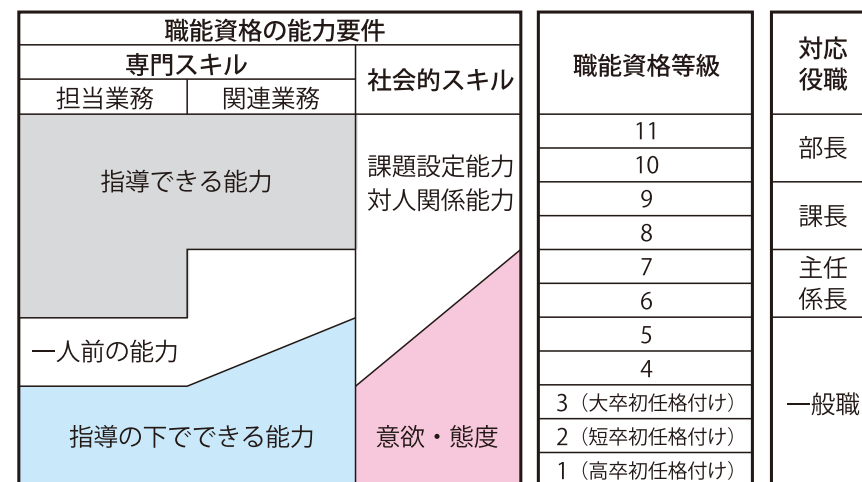 職能資格の能力要件
専門スキル
社会的スキル
担当業務
関連業務
指導できる能力
一人前の能力
指導の下でできる能力
課題設定能力
対人関係能力
意欲・態度
職能資格等級
11
10
9
8
7
6
5
4
3（大卒初任格付け）
2（短卒初任格付け）
1（高卒初任格付け）
対応
役職
部長
課長
主任
係長
一般職